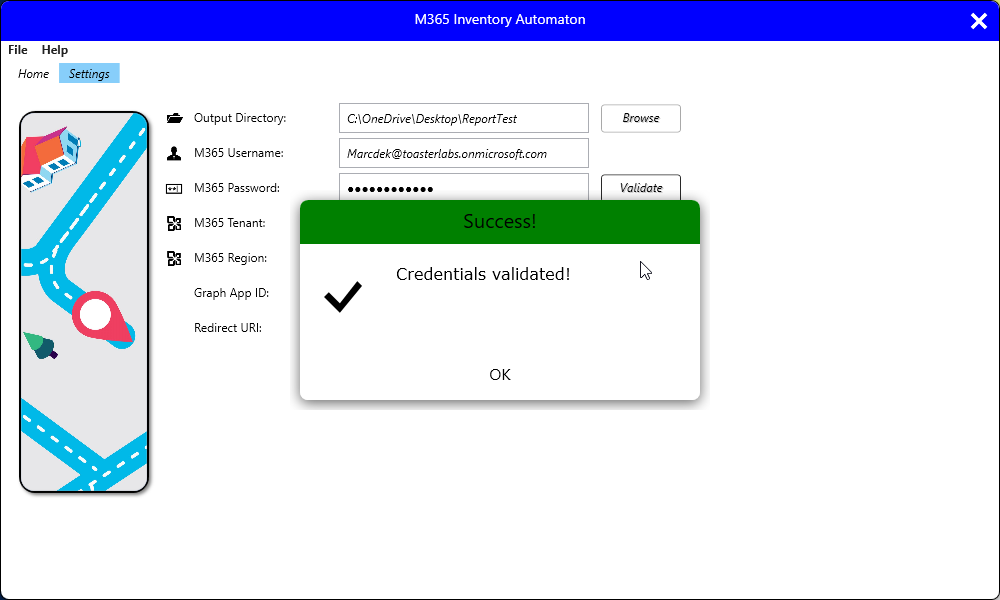 M365 Inventory Automaton
File Help
Home Settings
Output Directory: C:\OneDrive\Desktop\ReportTest Browse
M365 Username: Marcdek@toasterlabs.onmicrosoft.com
M365 Password: •••••••••••• Validate
M365 Tenant:
M365 Region:
Graph App ID:
Redirect URI:
Success!
Credentials validated!
OK